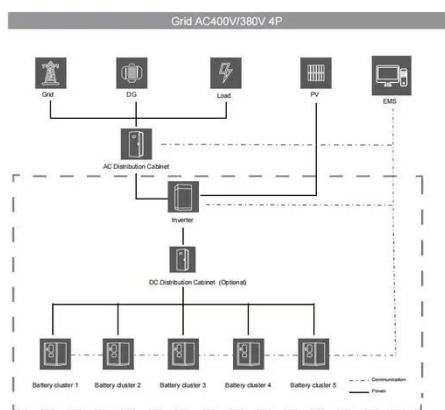 Grid AC400V/380V 4P
Grid
DG
Load
PV
EMS
AC Distribution Cabinet
Inverter
DC Distribution Cabinet (Optional)
Battery cluster 1
Battery cluster 2
Battery cluster 3
Battery cluster 4
Battery cluster 5
Communication
Power